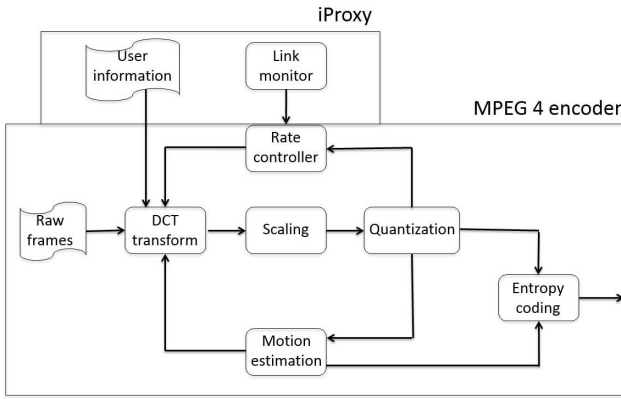 iProxy
User
information
Link
monitor
MPEG 4 encoder
Rate
controller
Raw
frames
DCT
transform
Scaling
Quantization
Entropy
coding
Motion
estimation